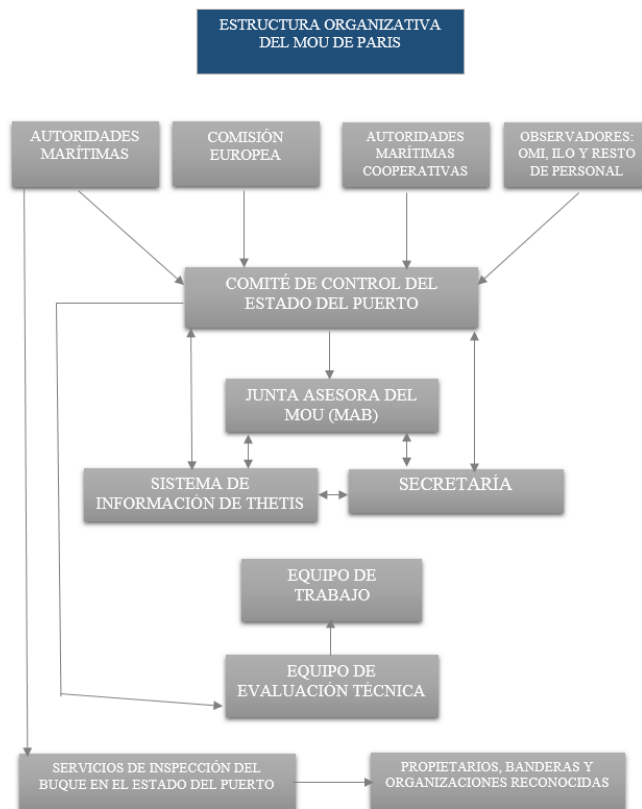 ESTRUCTURA ORGANIZATIVA
DEL MOU DE PARIS
AUTORIDADES
MARÍTIMAS
COMISIÓN
EUROPEA
AUTORIDADES
MARÍTIMAS
COOPERATIVAS
OBSERVADORES:
OMI, ILO Y RESTO
DE PERSONAL
COMITÉ DE CONTROL DEL
ESTADO DEL PUERTO
JUNTA ASESORA DEL
MOU (MAB)
SISTEMA DE
INFORMACIÓN DE THETIS
SECRETARÍA
EQUIPO DE
TRABAJO
EQUIPO DE
EVALUACIÓN TÉCNICA
SERVICIOS DE INSPECCIÓN DEL
BUQUE EN EL ESTADO DEL PUERTO
PROPIETARIOS, BANDERAS Y
ORGANIZACIONES RECONOCIDAS